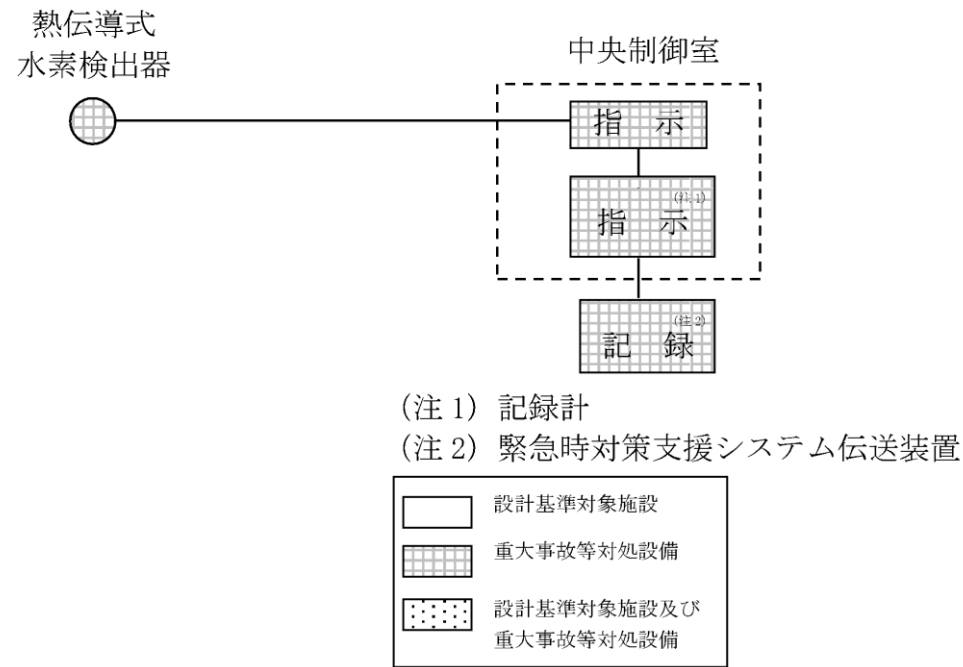 熱伝導式
水素検出器
中央制御室
指　示
(注1)
指　示
(注2)
記　録
(注1) 記録計
(注2) 緊急時対策支援システム伝送装置
設計基準対象施設
重大事故等対処設備
設計基準対象施設及び
重大事故等対処設備